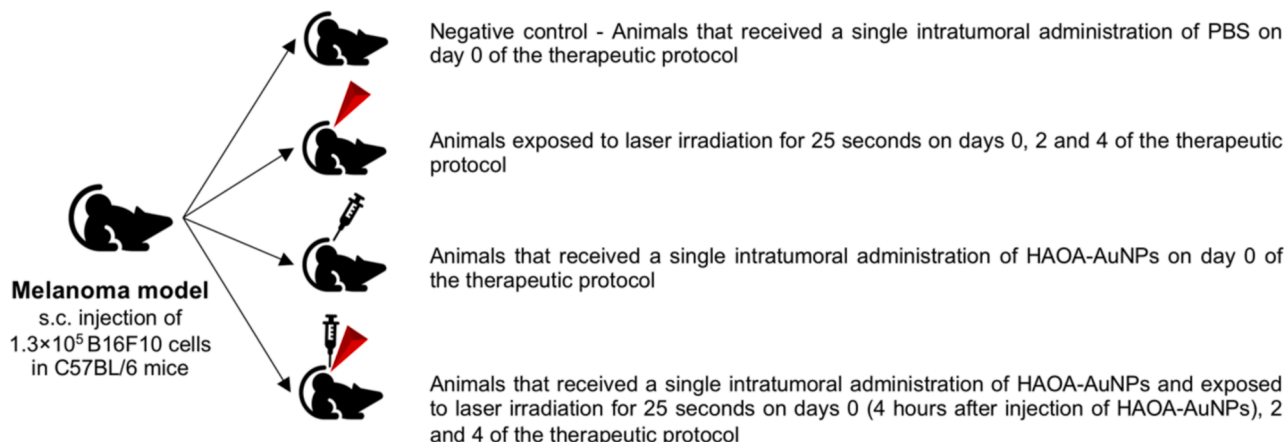 Negative control - Animals that received a single intratumoral administration of PBS on
day 0 of the therapeutic protocol
Animals exposed to laser irradiation for 25 seconds on days 0, 2 and 4 of the therapeutic
protocol
Melanoma model
s.c. injection of
1.3×10⁵ B16F10 cells
in C57BL/6 mice
Animals that received a single intratumoral administration of HAOA-AuNPs on day 0 of
the therapeutic protocol
Animals that received a single intratumoral administration of HAOA-AuNPs and exposed
to laser irradiation for 25 seconds on days 0 (4 hours after injection of HAOA-AuNPs), 2
and 4 of the therapeutic protocol